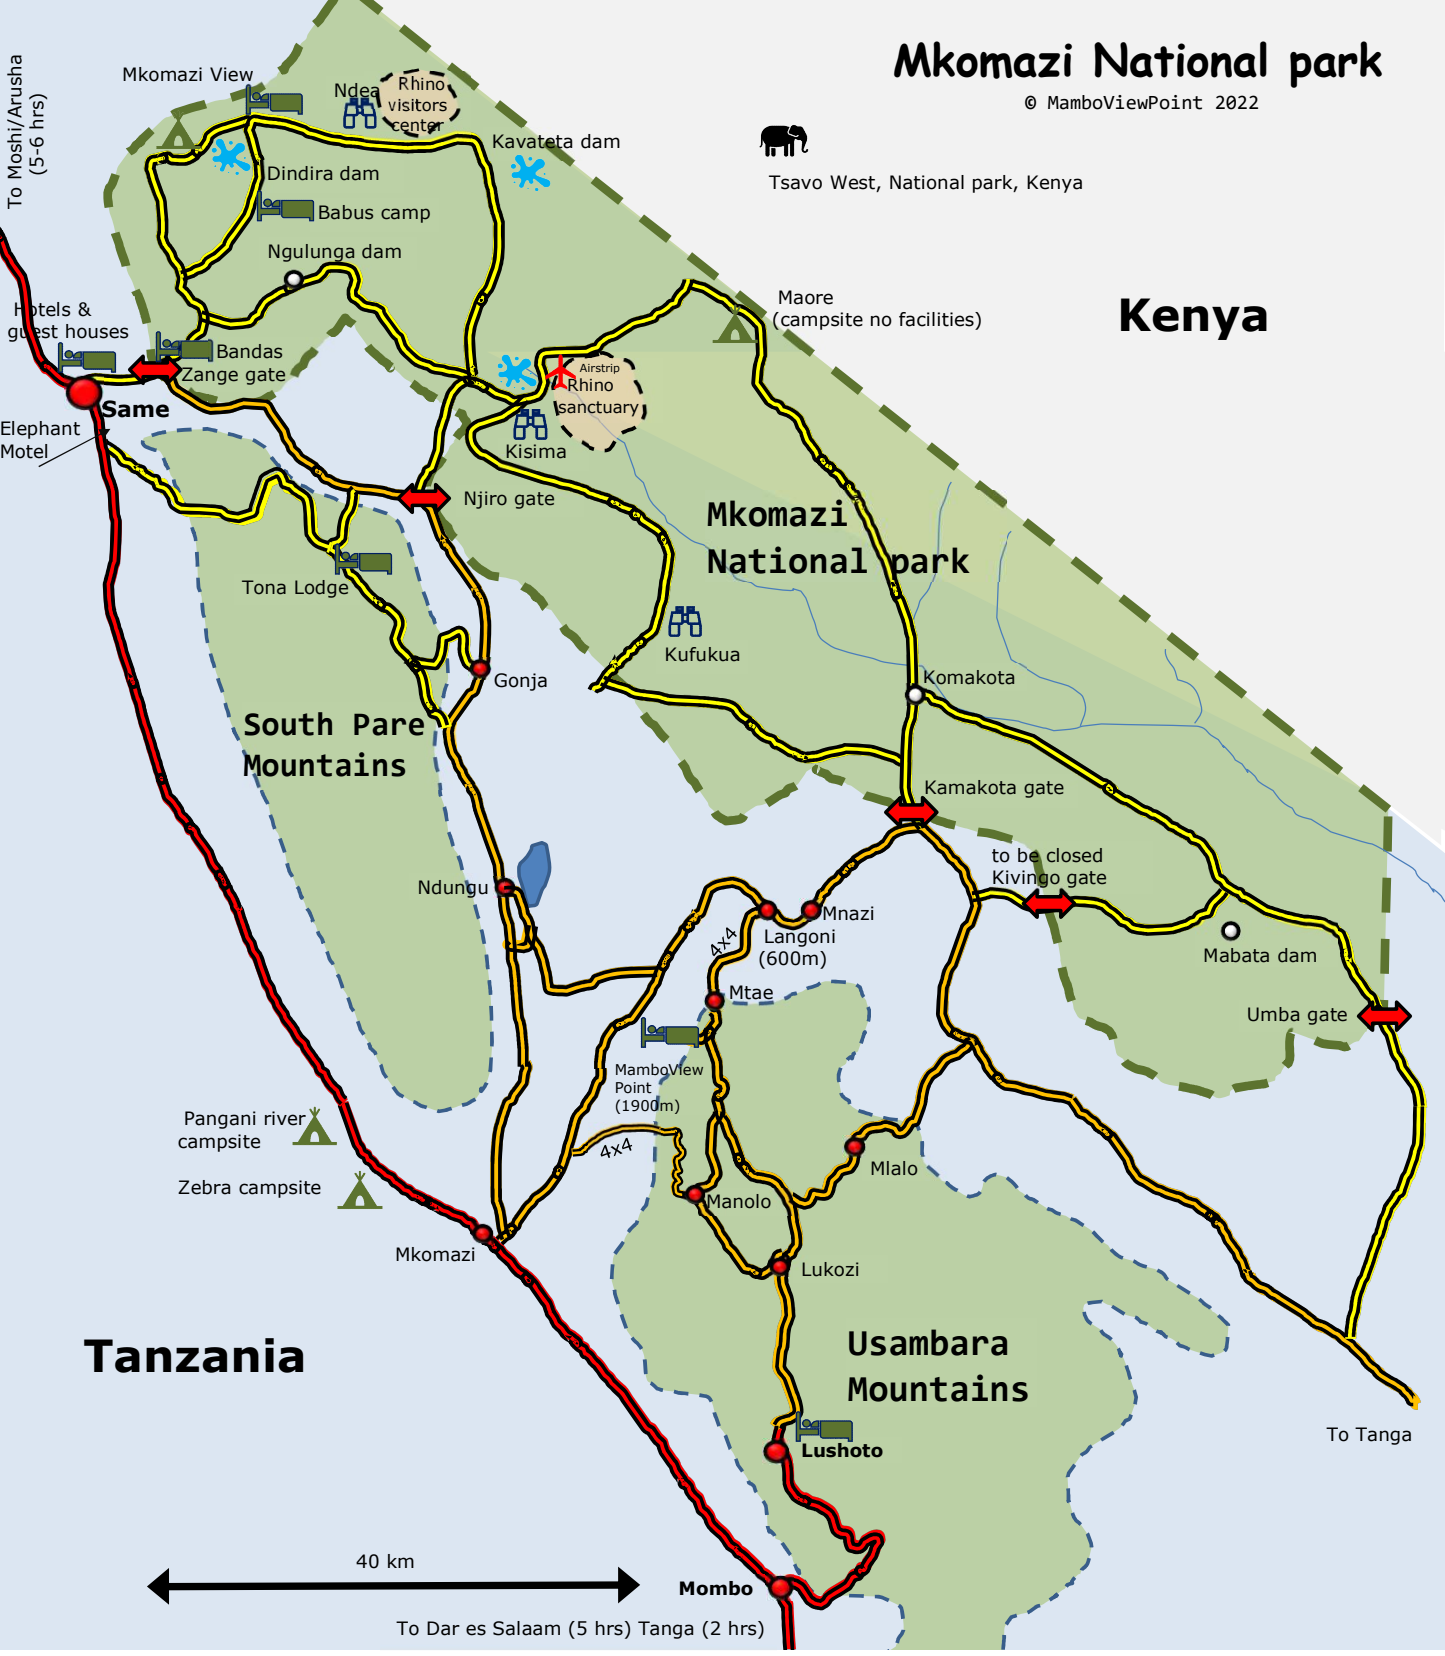 Mkomazi National park
© MamboViewPoint 2022
To Moshi/Arusha
(5-6 hrs)
Mkomazi View
Ndea
Rhino
visitors
center
Kavateta dam
Dindira dam
Babus camp
Ngulunga dam
Tsavo West, National park, Kenya
Kenya
Maore
(campsite no facilities)
Hotels &
guest houses
Bandas
Zange gate
Same
Elephant
Motel
Airstrip
Rhino
sanctuary
Kisima
Njiro gate
Mkomazi
National park
Tona Lodge
Kufukua
Gonja
Komakota
South Pare
Mountains
Kamakota gate
to be closed
Kivingo gate
Ndungu
Mnazi
Langoni
(600m)
4x4
Mabata dam
Mtae
Umba gate
MamboView
Point
(1900m)
4x4
Pangani river
campsite
Zebra campsite
Mlalo
Manolo
Mkomazi
Lukozi
Tanzania
Usambara
Mountains
To Tanga
Lushoto
40 km
Mombo
To Dar es Salaam (5 hrs) Tanga (2 hrs)